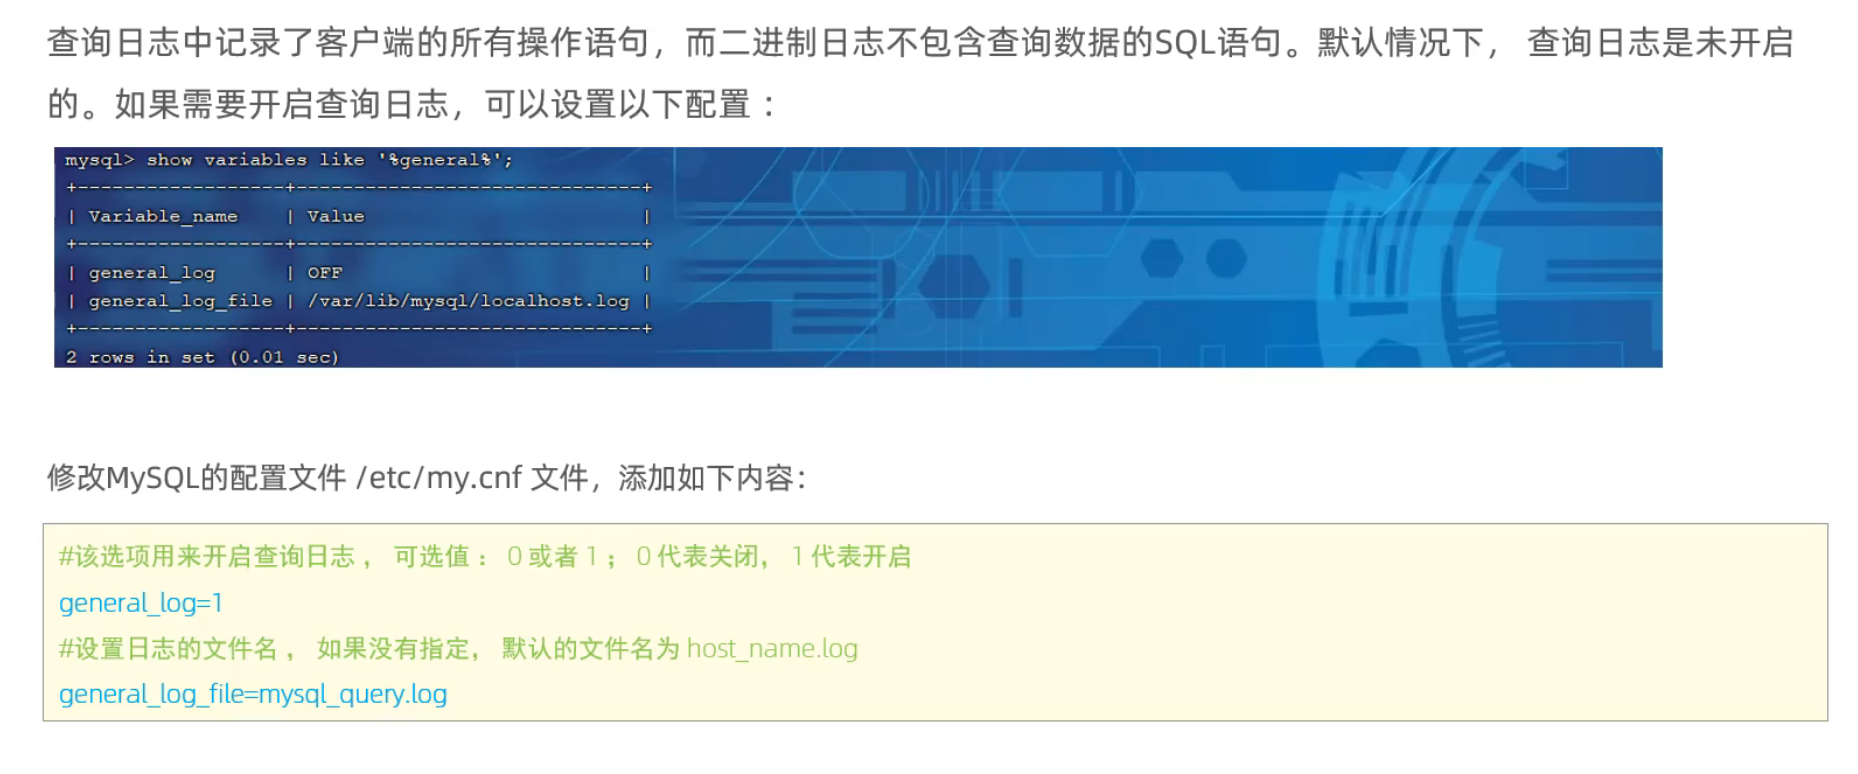 查询日志中记录了客户端的所有操作语句，而二进制日志不包含查询数据的SQL语句。默认情况下， 查询日志是未开启
的。如果需要开启查询日志，可以设置以下配置 ：
mysql> show variables like '%general%';
+------------------+------------------------------+
| Variable_name    | Value                        |
+------------------+------------------------------+
| general_log      | OFF                          |
| general_log_file | /var/lib/mysql/localhost.log |
+------------------+------------------------------+
2 rows in set (0.01 sec)
修改MySQL的配置文件 /etc/my.cnf 文件，添加如下内容：
#该选项用来开启查询日志 ， 可选值 ： 0 或者 1 ； 0 代表关闭， 1 代表开启
general_log=1
#设置日志的文件名 ， 如果没有指定， 默认的文件名为 host_name.log
general_log_file=mysql_query.log